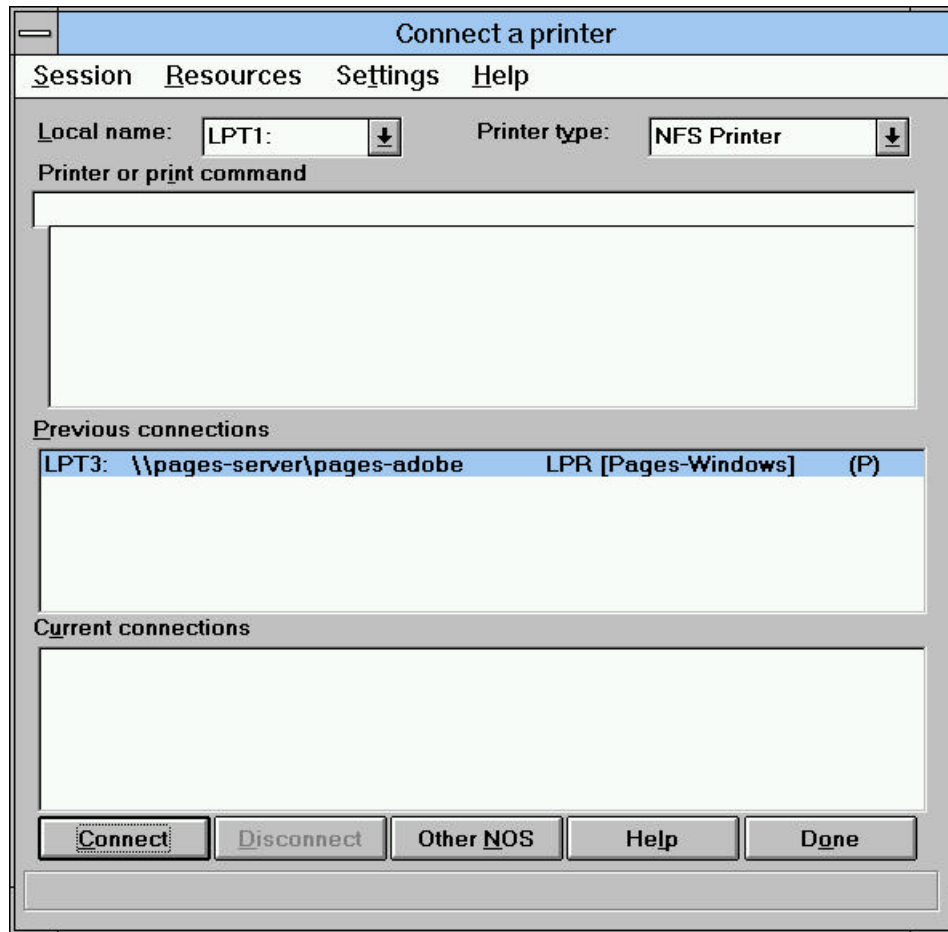 Connect a printer
Session Resources Settings Help
Local name: LPT1: Printer type: NFS Printer
Printer or print command
Previous connections
LPT3: \\pages-server\pages-adobe LPR [Pages-Windows] (P)
Current connections
Connect Disconnect Other NOS Help Done